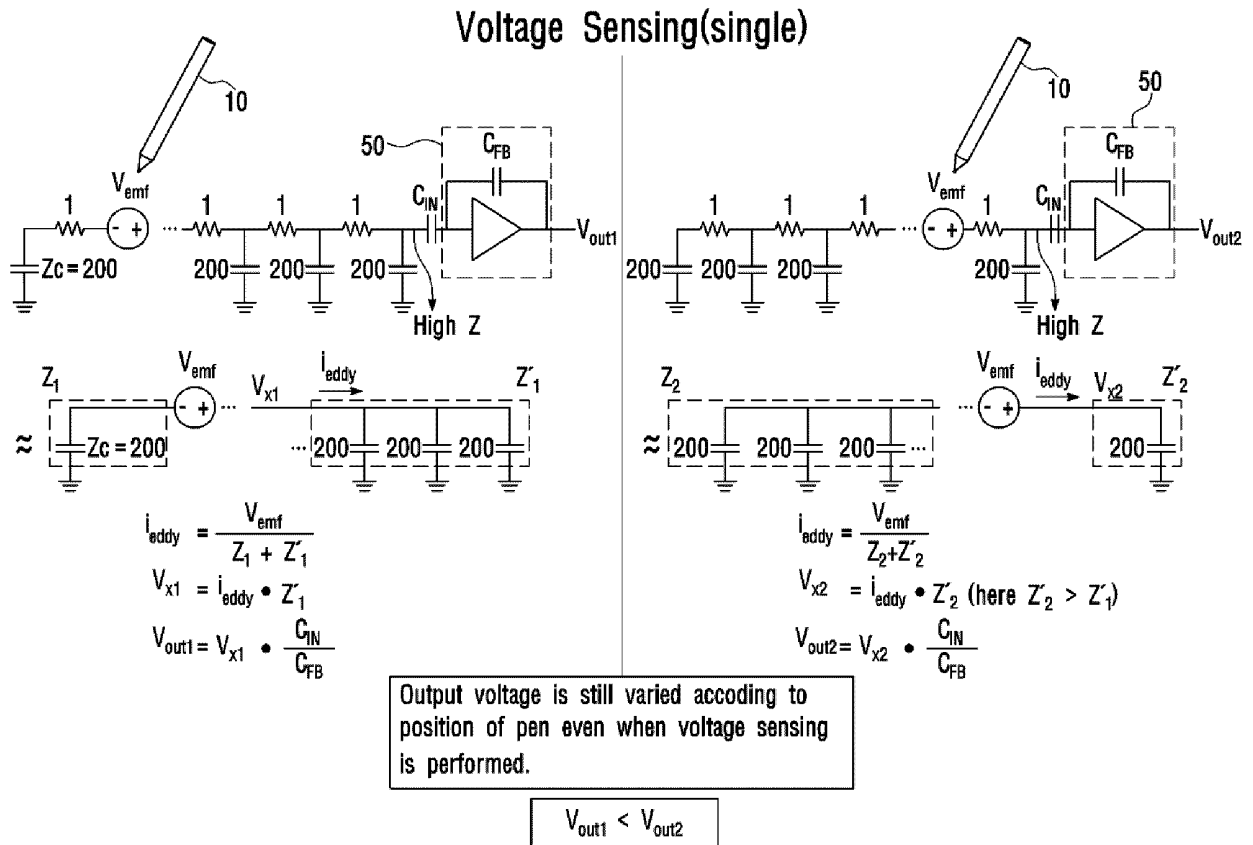 Voltage Sensing(single)
10
50
C_FB
V_emf
C_IN
1
1
1
1
V_out1
Zc = 200
200
200
200
High Z
10
50
C_FB
V_emf
C_IN
1
1
1
1
V_out2
200
200
200
200
High Z
Z_1
V_emf
V_x1
i_eddy
Z′_1
≈
Zc = 200
...
200
200
200
i_eddy = V_emf / Z_1 + Z′_1
V_x1 = i_eddy • Z′_1
V_out1 = V_x1 • C_IN / C_FB
Z_2
V_emf
i_eddy
V_x2
Z′_2
≈
200
200
200
...
200
i_eddy = V_emf / Z_2+Z′_2
V_x2 = i_eddy • Z′_2 (here Z′_2 > Z′_1)
V_out2 = V_x2 • C_IN / C_FB
Output voltage is still varied accoding to
position of pen even when voltage sensing
is performed.
V_out1 < V_out2